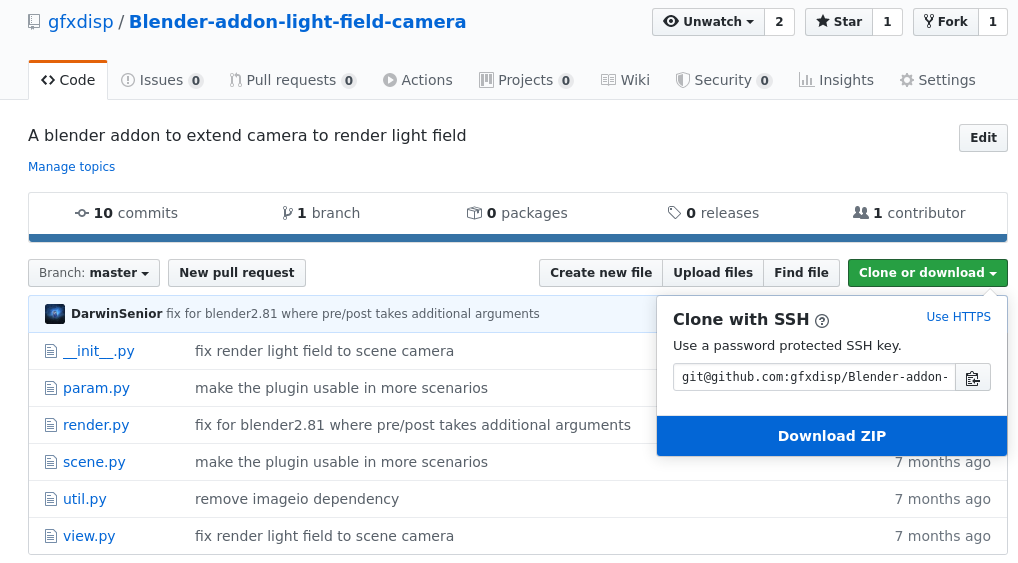 gfxdisp / Blender-addon-light-field-camera
Unwatch 2 Star 1 Fork 1
Code Issues 0 Pull requests 0 Actions Projects 0 Wiki Security 0 Insights Settings
A blender addon to extend camera to render light field
Edit
Manage topics
10 commits 1 branch 0 packages 0 releases 1 contributor
Branch: master New pull request Create new file Upload files Find file Clone or download
DarwinSenior fix for blender2.81 where pre/post takes additional arguments
Clone with SSH ? Use HTTPS
Use a password protected SSH key.
git@github.com:gfxdisp/Blender-addon-
Download ZIP
__init__.py fix render light field to scene camera
param.py make the plugin usable in more scenarios
render.py fix for blender2.81 where pre/post takes additional arguments
scene.py make the plugin usable in more scenarios 7 months ago
util.py remove imageio dependency 7 months ago
view.py fix render light field to scene camera 7 months ago